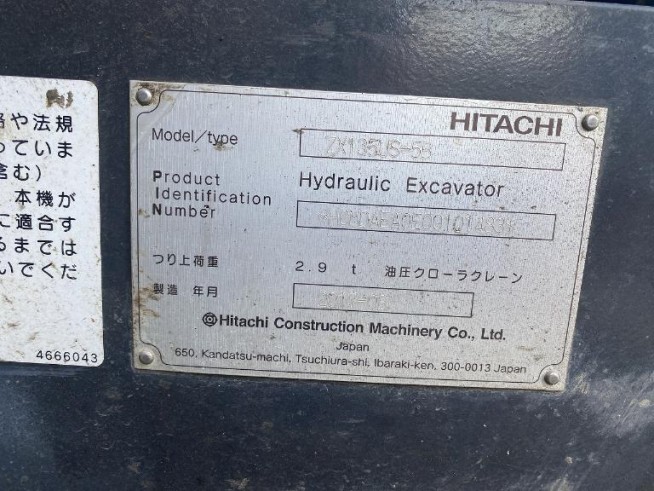 格や法規
っていま
含む)
本機が
に適合す
るまでは
いでくだ
4666043
HITACHI
Model/type ZX135US-5B
Product Hydraulic Excavator
Identification
Number
つり上荷重 2.9 t 油圧クローラクレーン
製造 年月
Hitachi Construction Machinery Co., Ltd.
Japan
650, Kandatsu-machi, Tsuchiura-shi, Ibaraki-ken, 300-0013 Japan